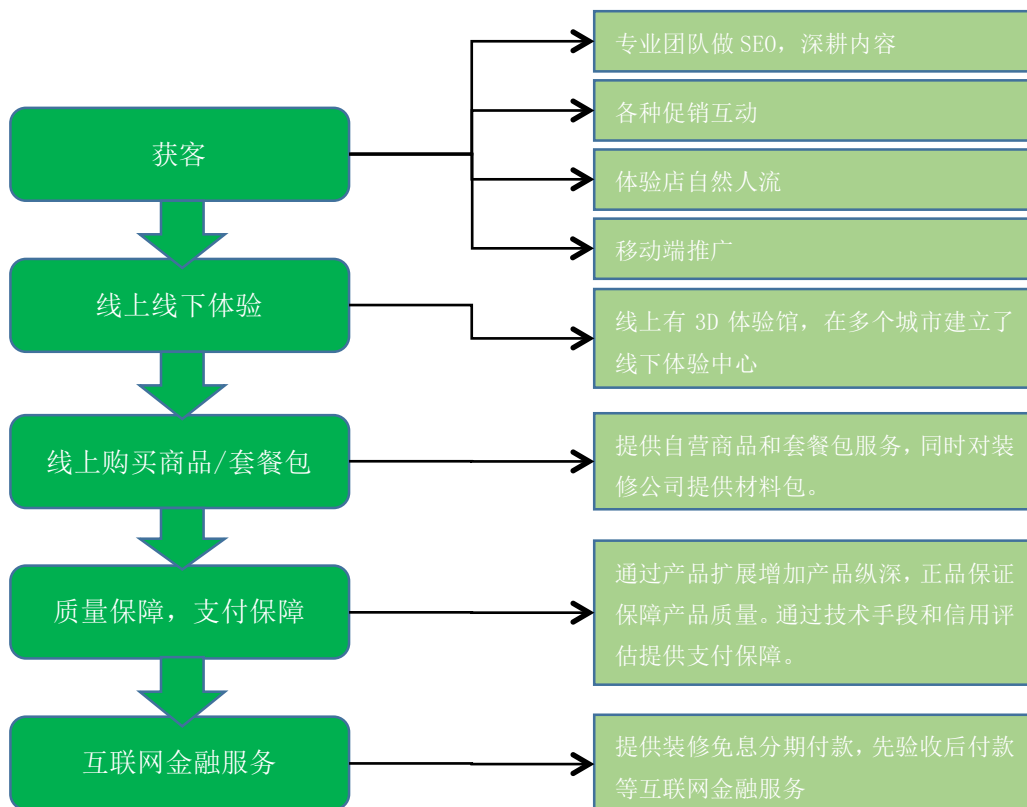 专业团队做 SEO，深耕内容
各种促销互动
获客
体验店自然人流
移动端推广
线上线下体验
线上有 3D 体验馆，在多个城市建立了
线下体验中心
线上购买商品/套餐包
提供自营商品和套餐包服务，同时对装
修公司提供材料包。
质量保障，支付保障
通过产品扩展增加产品纵深，正品保证
保障产品质量。通过技术手段和信用评
估提供支付保障。
互联网金融服务
提供装修免息分期付款，先验收后付款
等互联网金融服务